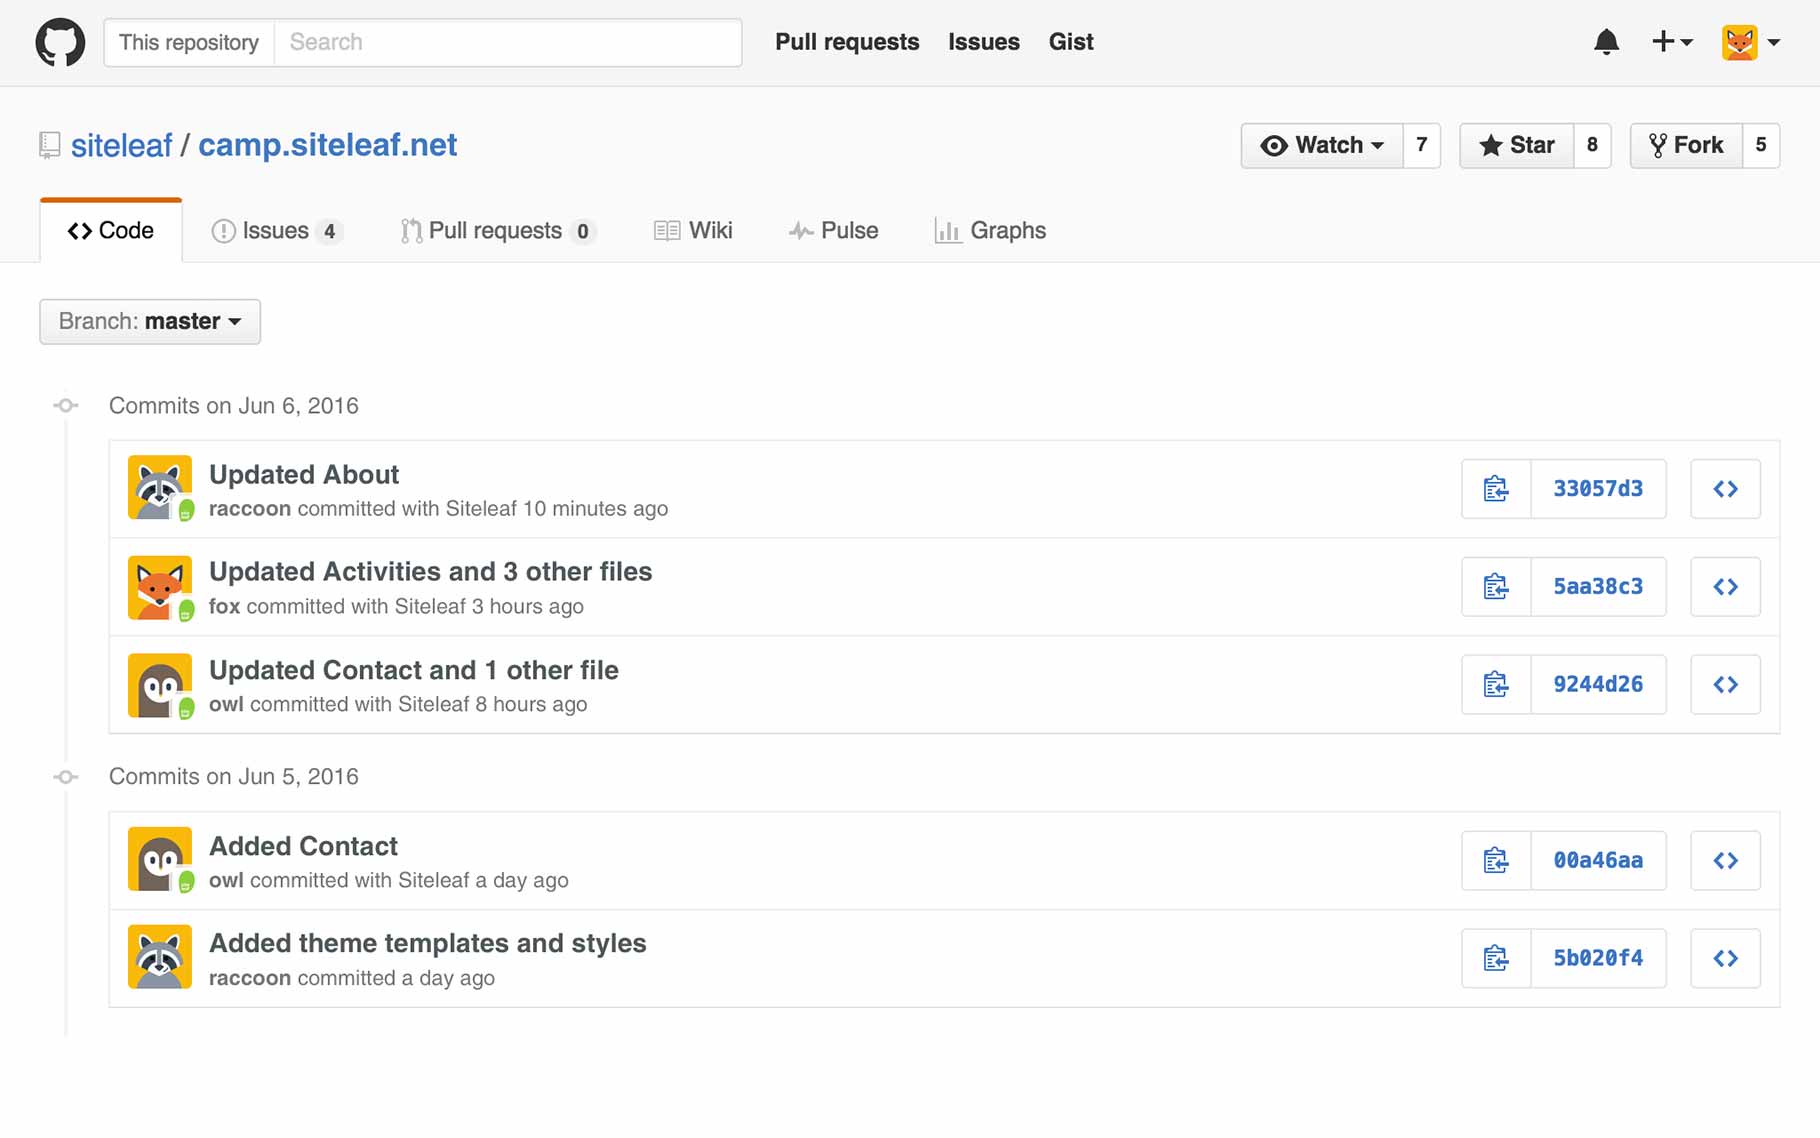 This repository Search Pull requests Issues Gist
siteleaf / camp.siteleaf.net Watch 7 Star 8 Fork 5
Code Issues 4 Pull requests 0 Wiki Pulse Graphs
Branch: master
Commits on Jun 6, 2016
Updated About
raccoon committed with Siteleaf 10 minutes ago
33057d3
Updated Activities and 3 other files
fox committed with Siteleaf 3 hours ago
5aa38c3
Updated Contact and 1 other file
owl committed with Siteleaf 8 hours ago
9244d26
Commits on Jun 5, 2016
Added Contact
owl committed with Siteleaf a day ago
00a46aa
Added theme templates and styles
raccoon committed a day ago
5b020f4